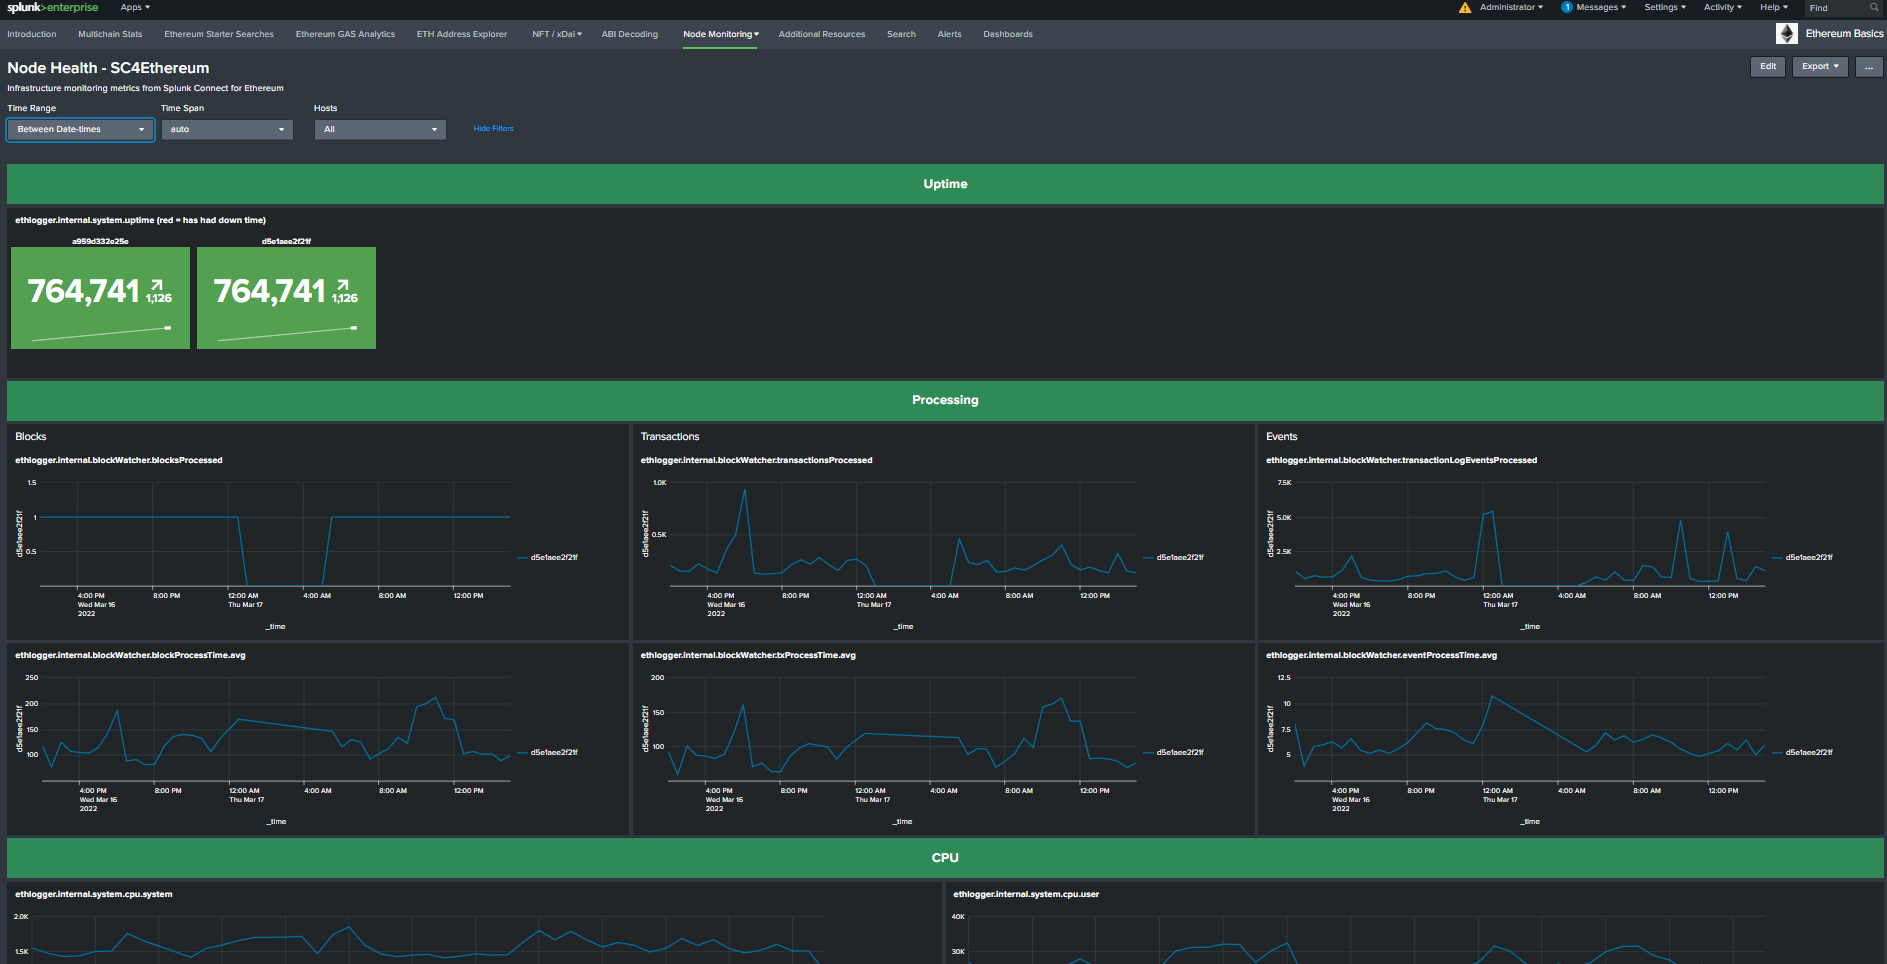 splunk>enterprise Apps Administrator 1 Messages Settings Activity Help Find
Introduction Multichain Stats Ethereum Starter Searches Ethereum GAS Analytics ETH Address Explorer NFT / xDai ABI Decoding Node Monitoring Additional Resources Search Alerts Dashboards Ethereum Basics
Node Health - SC4Ethereum Edit Export ...
Infrastructure monitoring metrics from Splunk Connect for Ethereum
Time Range Time Span Hosts
Between Date-times auto All Hide Filters
Uptime
ethlogger.internal.system.uptime (red = has had down time)
a959d332e25e d5e1aee2f21f
764,741 1,126 764,741 1,126
Processing
Blocks
ethlogger.internal.blockWatcher.blocksProcessed
1.5
1
0.5
d5e1aee2f21f
d5e1aee2f21f
4:00 PM 8:00 PM 12:00 AM 4:00 AM 8:00 AM 12:00 PM
Wed Mar 16 Thu Mar 17
2022
_time
Transactions
ethlogger.internal.blockWatcher.transactionsProcessed
1.0K
0.5K
d5e1aee2f21f
d5e1aee2f21f
4:00 PM 8:00 PM 12:00 AM 4:00 AM 8:00 AM 12:00 PM
Wed Mar 16 Thu Mar 17
2022
_time
Events
ethlogger.internal.blockWatcher.transactionLogEventsProcessed
7.5K
5.0K
2.5K
d5e1aee2f21f
d5e1aee2f21f
4:00 PM 8:00 PM 12:00 AM 4:00 AM 8:00 AM 12:00 PM
Wed Mar 16 Thu Mar 17
2022
_time
ethlogger.internal.blockWatcher.blockProcessTime.avg
250
200
150
100
d5e1aee2f21f
d5e1aee2f21f
4:00 PM 8:00 PM 12:00 AM 4:00 AM 8:00 AM 12:00 PM
Wed Mar 16 Thu Mar 17
2022
_time
ethlogger.internal.blockWatcher.txProcessTime.avg
200
150
100
d5e1aee2f21f
d5e1aee2f21f
4:00 PM 8:00 PM 12:00 AM 4:00 AM 8:00 AM 12:00 PM
Wed Mar 16 Thu Mar 17
2022
_time
ethlogger.internal.blockWatcher.eventProcessTime.avg
12.5
10
7.5
5
d5e1aee2f21f
d5e1aee2f21f
4:00 PM 8:00 PM 12:00 AM 4:00 AM 8:00 AM 12:00 PM
Wed Mar 16 Thu Mar 17
2022
_time
CPU
ethlogger.internal.system.cpu.system
2.0K
1.5K
ethlogger.internal.system.cpu.user
40K
30K